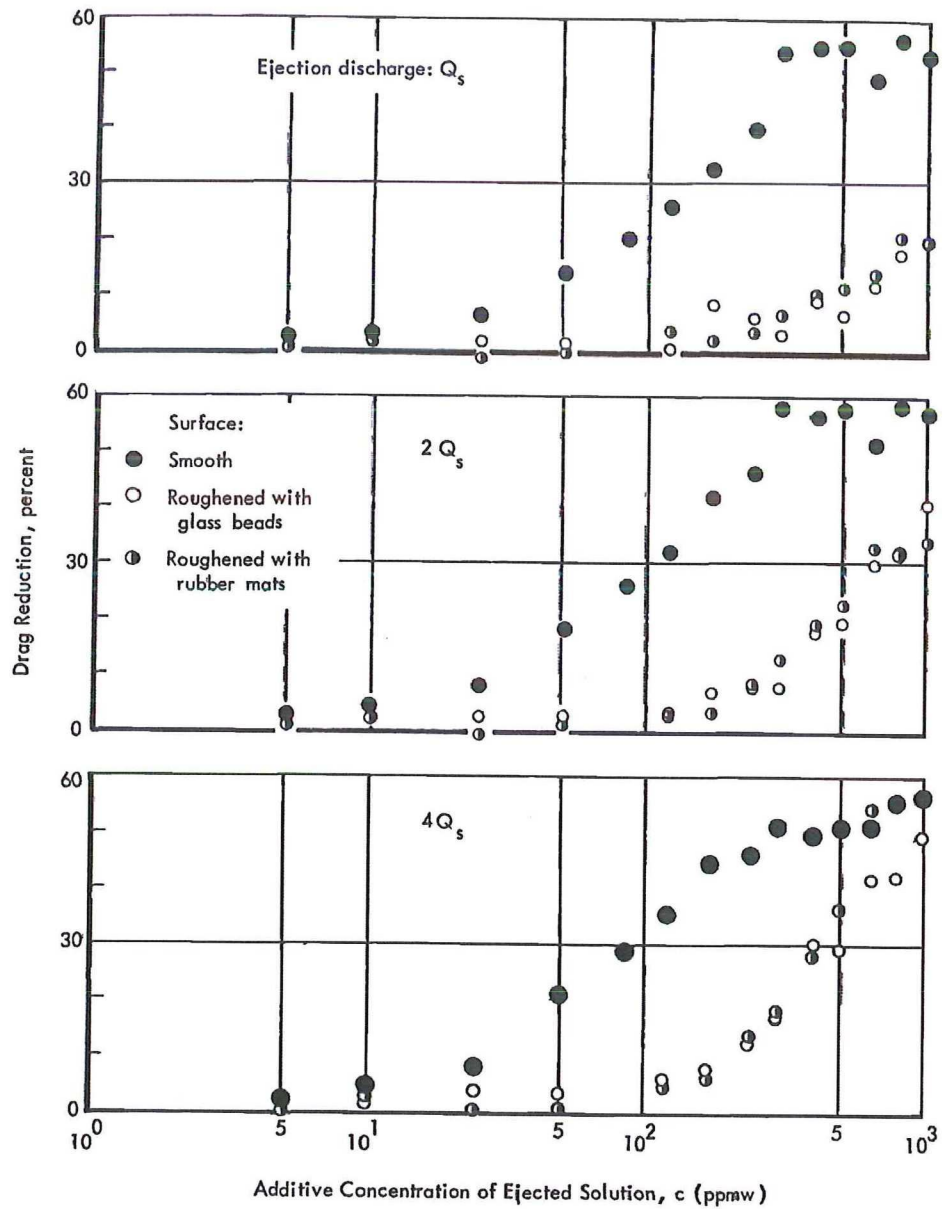 60
Ejection discharge: Qs
30
0
60
Surface:
Smooth
2 Qs
Roughened with
glass beads
30
Roughened with
rubber mats
0
Drag Reduction, percent
60
4Qs
30
0
10^0 5 10^1 5 10^2 5 10^3
Additive Concentration of Ejected Solution, c (ppmw)